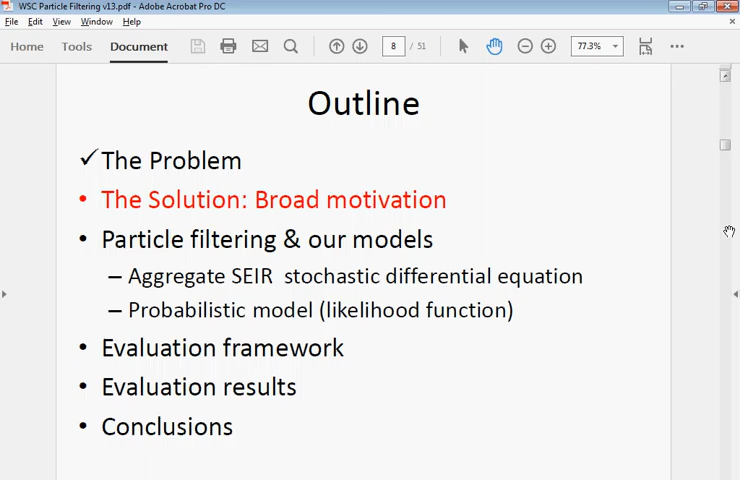 WSC Particle Filtering v13.pdf - Adobe Acrobat Pro DC
File Edit View Window Help
Home Tools Document 8 / 51 77.3%
Outline
✓ The Problem
• The Solution: Broad motivation
• Particle filtering & our models
– Aggregate SEIR stochastic differential equation
– Probabilistic model (likelihood function)
• Evaluation framework
• Evaluation results
• Conclusions